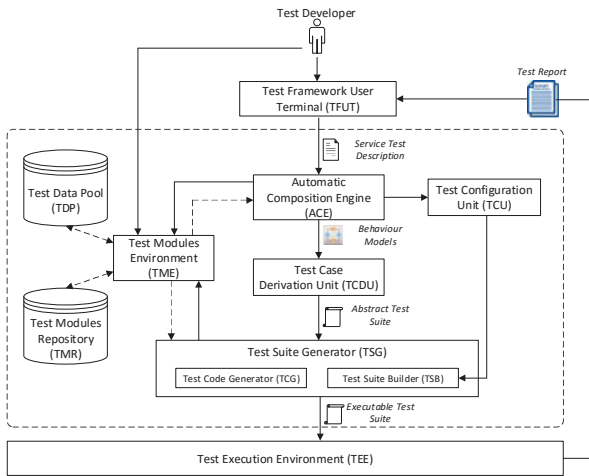 Test Developer
Test Report
Test Framework User
Terminal (TFUT)
Service Test
Description
Test Data Pool
(TDP)
Automatic
Composition Engine
(ACE)
Test Configuration
Unit (TCU)
Behaviour
Models
Test Modules
Environment
(TME)
Test Case
Derivation Unit (TCDU)
Test Modules
Repository
(TMR)
Abstract Test
Suite
Test Suite Generator (TSG)
Test Code Generator (TCG)
Test Suite Builder (TSB)
Executable Test
Suite
Test Execution Environment (TEE)